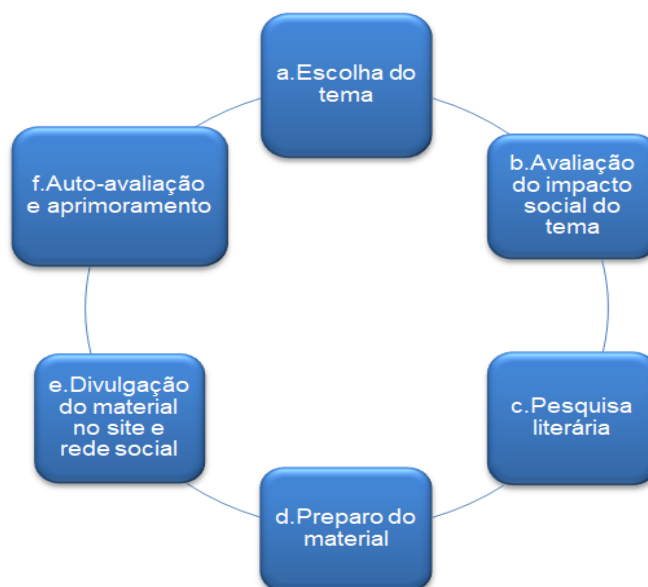 a.Escolha do
tema
b.Avaliação
do impacto
social do
tema
c.Pesquisa
literária
d.Preparo do
material
e.Divulgação
do material
no site e
rede social
f.Auto-avaliação
e aprimoramento